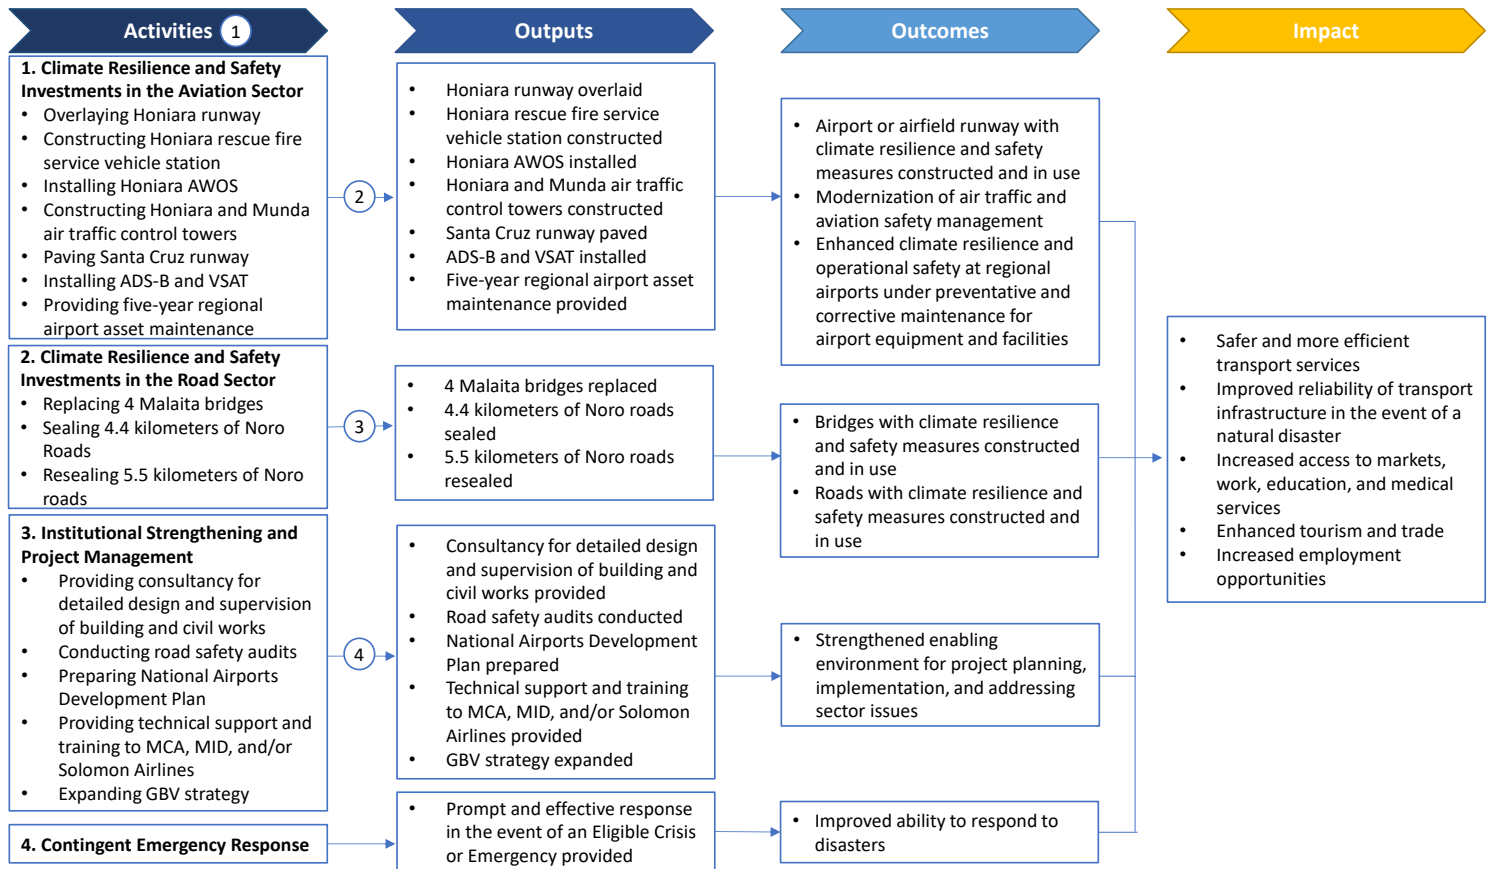 Activities 1
Outputs
Outcomes
Impact
1. Climate Resilience and Safety
Investments in the Aviation Sector
• Overlaying Honiara runway
• Constructing Honiara rescue fire
service vehicle station
• Installing Honiara AWOS
• Constructing Honiara and Munda
air traffic control towers
• Paving Santa Cruz runway
• Installing ADS-B and VSAT
• Providing five-year regional
airport asset maintenance
2
• Honiara runway overlaid
• Honiara rescue fire service
vehicle station constructed
• Honiara AWOS installed
• Honiara and Munda air traffic
control towers constructed
• Santa Cruz runway paved
• ADS-B and VSAT installed
• Five-year regional airport asset
maintenance provided
• Airport or airfield runway with
climate resilience and safety
measures constructed and in use
• Modernization of air traffic and
aviation safety management
• Enhanced climate resilience and
operational safety at regional
airports under preventative and
corrective maintenance for
airport equipment and facilities
2. Climate Resilience and Safety
Investments in the Road Sector
• Replacing 4 Malaita bridges
• Sealing 4.4 kilometers of Noro
Roads
• Resealing 5.5 kilometers of Noro
roads
3
• 4 Malaita bridges replaced
• 4.4 kilometers of Noro roads
sealed
• 5.5 kilometers of Noro roads
resealed
• Bridges with climate resilience
and safety measures constructed
and in use
• Roads with climate resilience and
safety measures constructed and
in use
3. Institutional Strengthening and
Project Management
• Providing consultancy for
detailed design and supervision
of building and civil works
• Conducting road safety audits
• Preparing National Airports
Development Plan
• Providing technical support and
training to MCA, MID, and/or
Solomon Airlines
• Expanding GBV strategy
4
• Consultancy for detailed design
and supervision of building and
civil works provided
• Road safety audits conducted
• National Airports Development
Plan prepared
• Technical support and training
to MCA, MID, and/or Solomon
Airlines provided
• GBV strategy expanded
• Strengthened enabling
environment for project planning,
implementation, and addressing
sector issues
4. Contingent Emergency Response
• Prompt and effective response
in the event of an Eligible Crisis
or Emergency provided
• Improved ability to respond to
disasters
• Safer and more efficient
transport services
• Improved reliability of transport
infrastructure in the event of a
natural disaster
• Increased access to markets,
work, education, and medical
services
• Enhanced tourism and trade
• Increased employment
opportunities